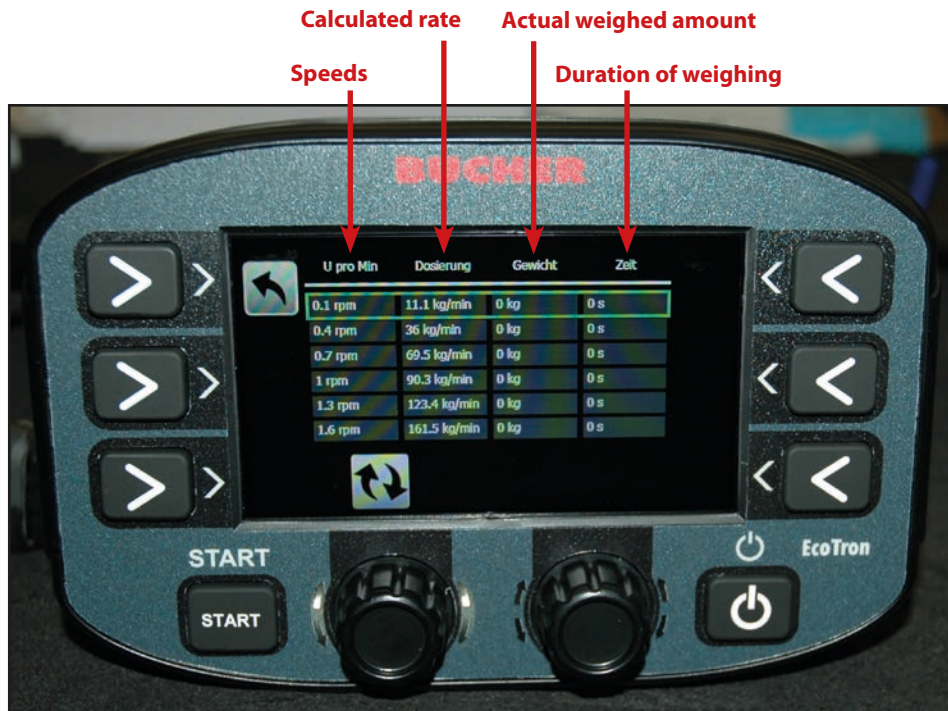 Calculated rate Actual weighed amount
Speeds Duration of weighing
BUCHER
U pro Min Dosierung Gewicht Zeit
0.1 rpm 11.1 kg/min 0 kg 0 s
0.4 rpm 36 kg/min 0 kg 0 s
0.7 rpm 69.5 kg/min 0 kg 0 s
1 rpm 90.3 kg/min 0 kg 0 s
1.3 rpm 123.4 kg/min 0 kg 0 s
1.6 rpm 161.5 kg/min 0 kg 0 s
START EcoTron
START